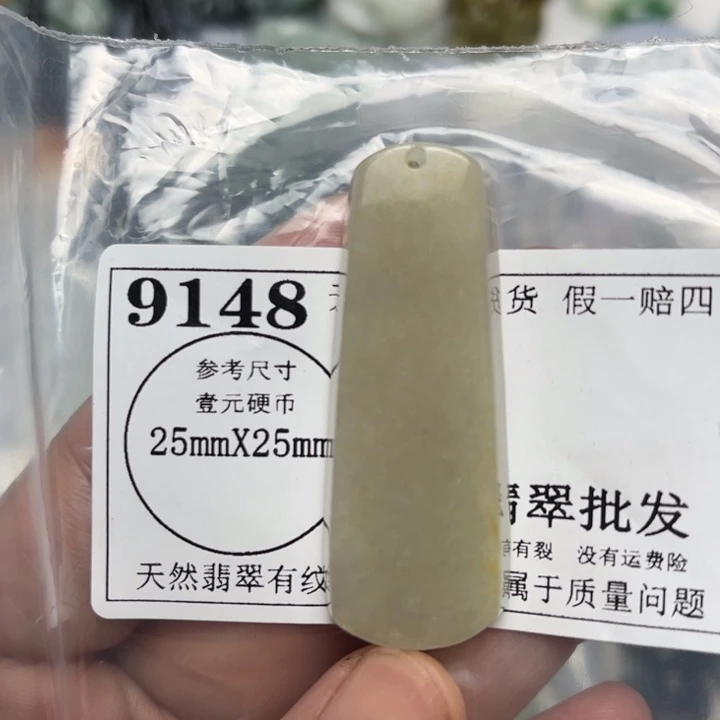 9148 货 假一赔四
参考尺寸
壹元硬币
25mmX25mm
翡翠批发
有裂 没有运费险
天然翡翠有纹 属于质量问题